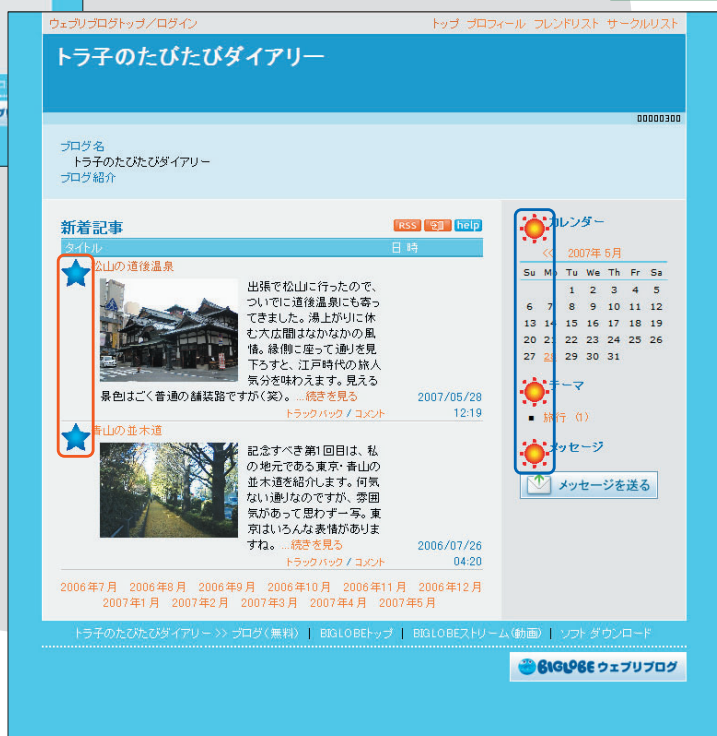 ウェブリブログトップ／ログイン
トップ プロフィール フレンドリスト サークルリスト
トラ子のたびたびダイアリー
00000300
ブログ名
トラ子のたびたびダイアリー
ブログ紹介
新着記事
RSS
help
タイトル 日 時
松山の道後温泉
出張で松山に行ったので、
ついでに道後温泉にも寄っ
てきました。湯上がりに休
む大広間はなかなかの風
情。縁側に座って通りを見
下ろすと、江戸時代の旅人
気分を味わえます。見える
景色はごく普通の舗装路ですが（笑）。...続きを見る
2007/05/28
トラックバック / コメント
12:19
青山の並木道
記念すべき第1回目は、私
の地元である東京・青山の
並木道を紹介します。何気
ない通りなのですが、雰囲
気があって思わず一写。東
京はいろんな表情がありま
すね。...続きを見る
2006/07/26
トラックバック / コメント
04:20
2006年7月 2006年8月 2006年9月 2006年10月 2006年11月 2006年12月
2007年1月 2007年2月 2007年3月 2007年4月 2007年5月
カレンダー
<< 2007年 5月
Su Mo Tu We Th Fr Sa
1 2 3 4 5
6 7 8 9 10 11 12
13 14 15 16 17 18 19
20 21 22 23 24 25 26
27 28 29 30 31
テーマ
旅行 (1)
メッセージ
メッセージを送る
トラ子のたびたびダイアリー >> ブログ(無料) | BIGLOBEトップ | BIGLOBEストリーム(動画) | ソフト ダウンロード
BIGLOBE ウェブリブログ